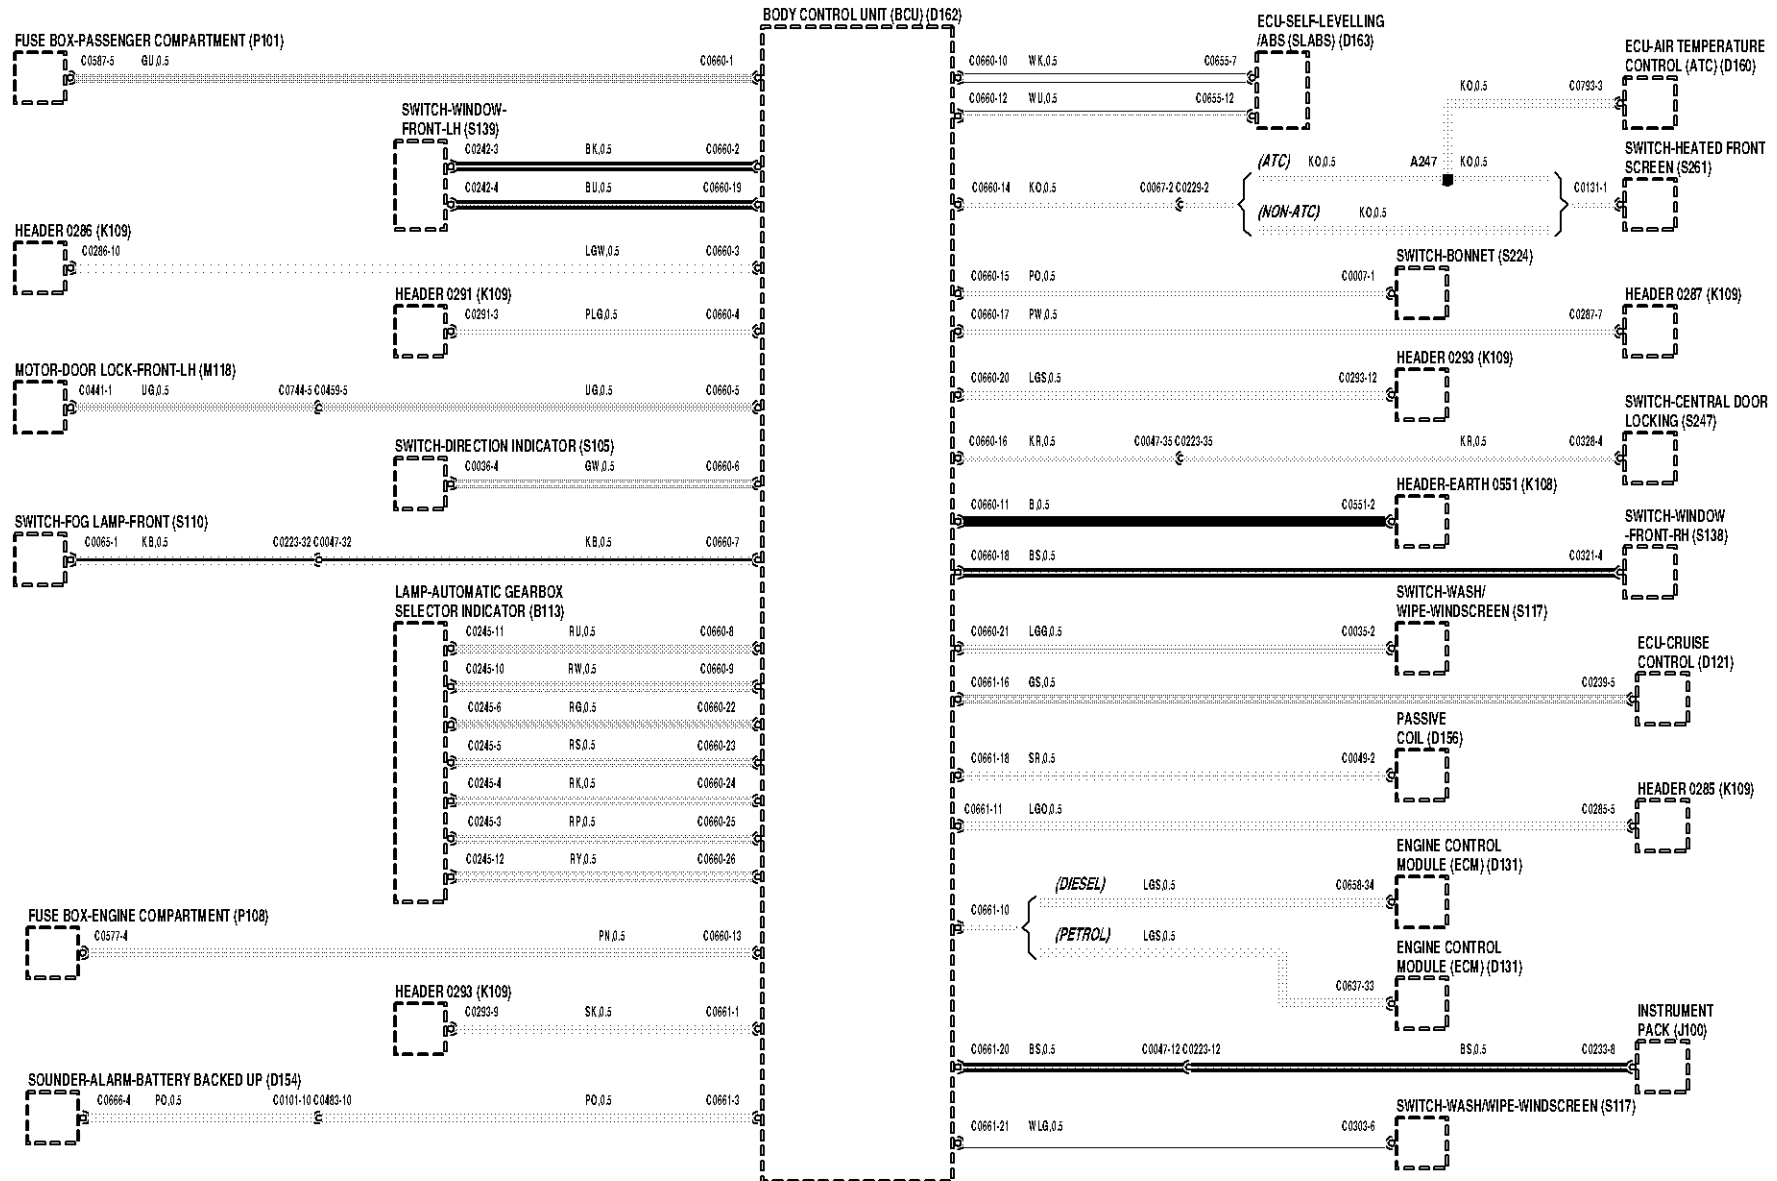 BODY CONTROL UNIT (BCU) (D162)
FUSE BOX-PASSENGER COMPARTMENT (P101)
C0587-5 GU,0.5 C0660-1
SWITCH-WINDOW-
FRONT-LH (S139)
C0242-3 BK,0.5 C0660-2
C0242-4 BU,0.5 C0660-19
HEADER 0286 (K109)
C0286-10 LGW,0.5 C0660-3
HEADER 0291 (K109)
C0291-3 PLG,0.5 C0660-4
MOTOR-DOOR LOCK-FRONT-LH (M118)
C0441-1 UG,0.5 C0744-5 C0459-5 UG,0.5 C0660-5
SWITCH-DIRECTION INDICATOR (S105)
C0036-4 GW,0.5 C0660-6
SWITCH-FOG LAMP-FRONT (S110)
C0065-1 KB,0.5 C0223-32 C0047-32 KB,0.5 C0660-7
LAMP-AUTOMATIC GEARBOX
SELECTOR INDICATOR (B113)
C0245-11 RU,0.5 C0660-8
C0245-10 RW,0.5 C0660-9
C0245-6 RG,0.5 C0660-22
C0245-5 RS,0.5 C0660-23
C0245-4 RK,0.5 C0660-24
C0245-3 RP,0.5 C0660-25
C0245-12 RY,0.5 C0660-26
FUSE BOX-ENGINE COMPARTMENT (P108)
C0577-4 PN,0.5 C0660-13
HEADER 0293 (K109)
C0293-9 SK,0.5 C0661-1
SOUNDER-ALARM-BATTERY BACKED UP (D154)
C0666-4 PO,0.5 C0101-10 C0483-10 PO,0.5 C0661-3
ECU-SELF-LEVELLING
/ABS (SLABS) (D163)
C0660-10 WK,0.5 C0655-7
C0660-12 WU,0.5 C0655-12
ECU-AIR TEMPERATURE
CONTROL (ATC) (D160)
KO,0.5 C0793-3
SWITCH-HEATED FRONT
SCREEN (S261)
(ATC) KO,0.5 A247 KO,0.5
C0660-14 KO,0.5 C0067-2 C0229-2 C0131-1
(NON-ATC) KO,0.5
SWITCH-BONNET (S224)
C0660-15 PO,0.5 C0007-1
HEADER 0287 (K109)
C0660-17 PW,0.5 C0287-7
HEADER 0293 (K109)
C0660-20 LGS,0.5 C0293-12
SWITCH-CENTRAL DOOR
LOCKING (S247)
C0660-16 KR,0.5 C0047-35 C0223-35 KR,0.5 C0328-4
HEADER-EARTH 0551 (K108)
C0660-11 B,0.5 C0551-2
SWITCH-WINDOW
-FRONT-RH (S138)
C0660-18 BS,0.5 C0321-4
SWITCH-WASH/
WIPE-WINDSCREEN (S117)
C0660-21 LGG,0.5 C0035-2
ECU-CRUISE
CONTROL (D121)
C0661-16 GS,0.5 C0239-5
PASSIVE
COIL (D156)
C0661-18 SR,0.5 C0049-2
HEADER 0285 (K109)
C0661-11 LGO,0.5 C0285-5
ENGINE CONTROL
MODULE (ECM) (D131)
(DIESEL) LGS,0.5 C0658-34
C0661-10
(PETROL) LGS,0.5
ENGINE CONTROL
MODULE (ECM) (D131)
C0637-33
INSTRUMENT
PACK (J100)
C0661-20 BS,0.5 C0047-12 C0223-12 BS,0.5 C0233-8
SWITCH-WASH/WIPE-WINDSCREEN (S117)
C0661-21 WLG,0.5 C0303-6